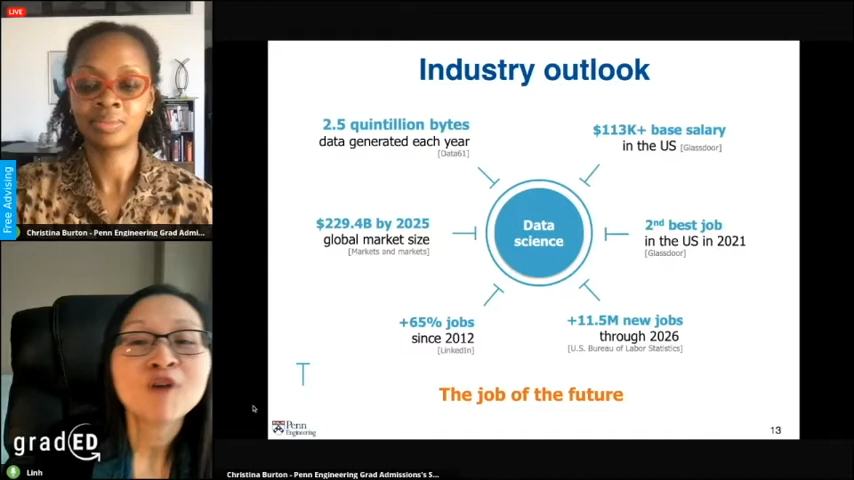 LIVE
Free Advising
Christina Burton - Penn Engineering Grad Admi...
gradED
Linh
Industry outlook
2.5 quintillion bytes
data generated each year
[Data61]
$113K+ base salary
in the US [Glassdoor]
$229.4B by 2025
global market size
[Markets and markets]
Data
science
2nd best job
in the US in 2021
[Glassdoor]
+65% jobs
since 2012
[LinkedIn]
+11.5M new jobs
through 2026
[U.S. Bureau of Labor Statistics]
The job of the future
Penn
Engineering
13
Christina Burton - Penn Engineering Grad Admissions's S...